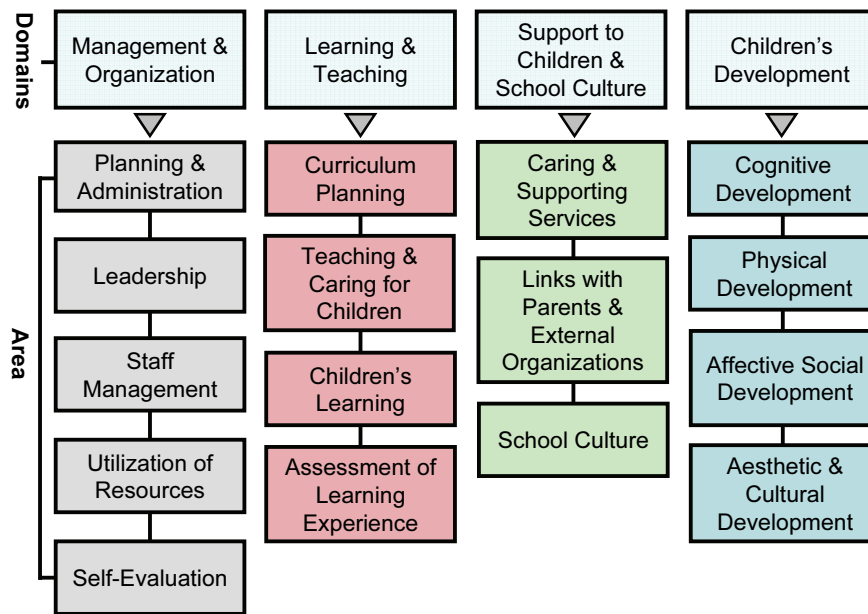 Domains
Management &
Organization
Learning &
Teaching
Support to
Children &
School Culture
Children's
Development
Area
Planning &
Administration
Leadership
Staff
Management
Utilization of
Resources
Self-Evaluation
Curriculum
Planning
Teaching &
Caring for
Children
Children's
Learning
Assessment of
Learning
Experience
Caring &
Supporting
Services
Links with
Parents &
External
Organizations
School Culture
Cognitive
Development
Physical
Development
Affective Social
Development
Aesthetic &
Cultural
Development